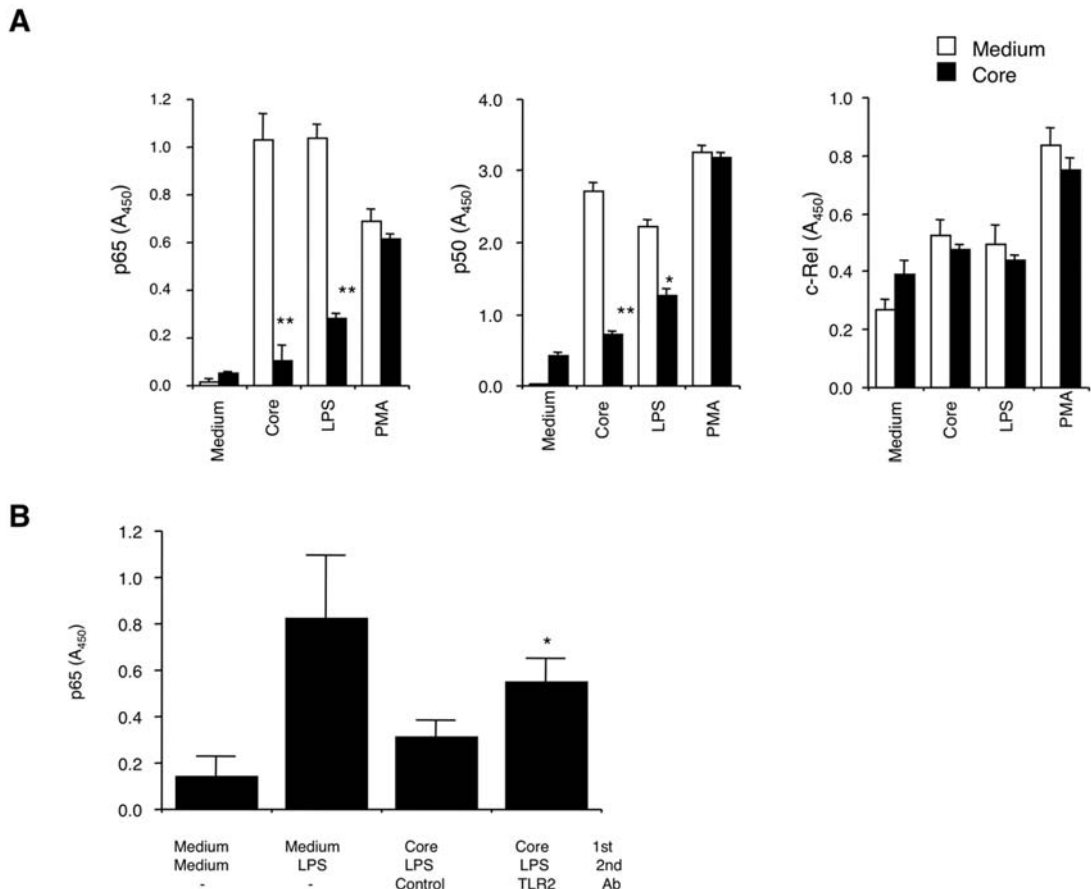 A
Medium
Core
p65 (A450)
1.2
1.0
0.8
0.6
0.4
0.2
0.0
**
**
Medium
Core
LPS
PMA
p50 (A450)
4.0
3.0
2.0
1.0
0.0
**
*
Medium
Core
LPS
PMA
c-Rel (A450)
1.0
0.8
0.6
0.4
0.2
0.0
Medium
Core
LPS
PMA
B
p65 (A450)
1.2
1.0
0.8
0.6
0.4
0.2
0.0
*
Medium Medium Core Core 1st
Medium LPS LPS LPS 2nd
- - Control TLR2 Ab